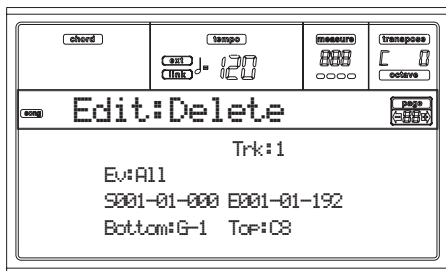 chord tempo measure transpose
ext
link ♩= 120 888 C 0
octave
song Edit:Delete page
88
Trk:1
Ev:All
S001-01-000 E001-01-192
Bottom:G-1 Top:C8